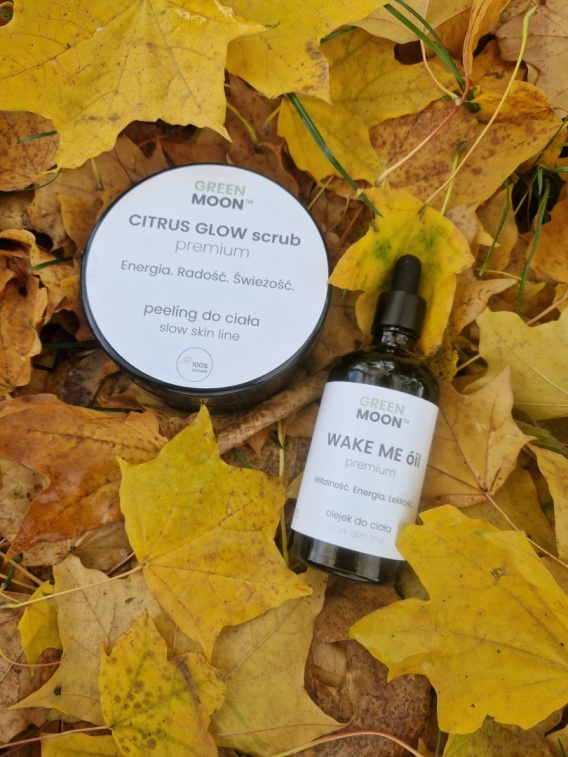 GREEN
MOON™
CITRUS GLOW scrub
premium
Energia. Radość. Świeżość.
peeling do ciała
slow skin line
100%
VEGAN
GREEN
MOON™
WAKE ME óil
premium
Witalność. Energia. Lekkość.
olejek do ciała
slow skin line